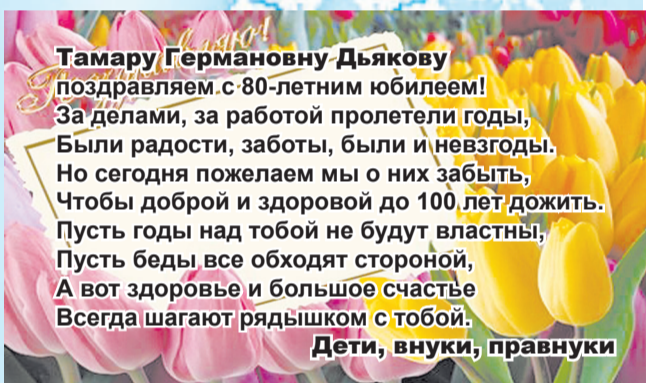 Поздравляю!
Тамару Германовну Дьякову
поздравляем с 80-летним юбилеем!
За делами, за работой пролетели годы,
Были радости, заботы, были и невзгоды.
Но сегодня пожелаем мы о них забыть,
Чтобы доброй и здоровой до 100 лет дожить.
Пусть годы над тобой не будут властны,
Пусть беды все обходят стороной,
А вот здоровье и большое счастье
Всегда шагают рядышком с тобой.
Дети, внуки, правнуки